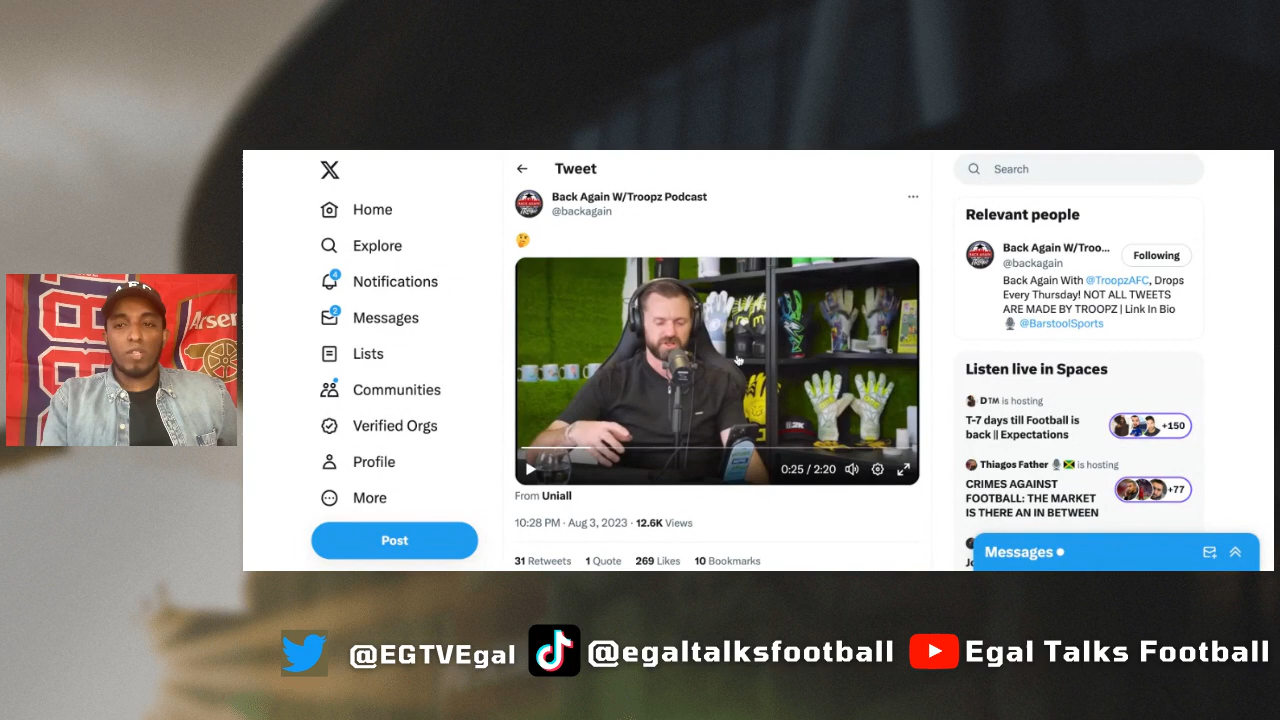 Tweet
Search
Back Again W/Troopz Podcast
@backagain
🤔
Home
Explore
4
Notifications
2
Messages
Lists
Communities
Verified Orgs
Profile
More
Post
0:25 / 2:20
From Uniall
10:28 PM · Aug 3, 2023 · 12.6K Views
31 Retweets 1 Quote 269 Likes 10 Bookmarks
Relevant people
Back Again W/Troo...
@backagain
Following
Back Again With @TroopzAFC, Drops
Every Thursday! NOT ALL TWEETS
ARE MADE BY TROOPZ | Link In Bio
🎙️ @BarstoolSports
Listen live in Spaces
D™ is hosting
T-7 days till Football is
back || Expectations
+150
Thiagos Father 🎙️🇯🇲 is hosting
CRIMES AGAINST
FOOTBALL: THE MARKET
IS THERE AN IN BETWEEN
+77
Messages
Arsen
@EGTVEgal
@egaltalksfootball
Egal Talks Football